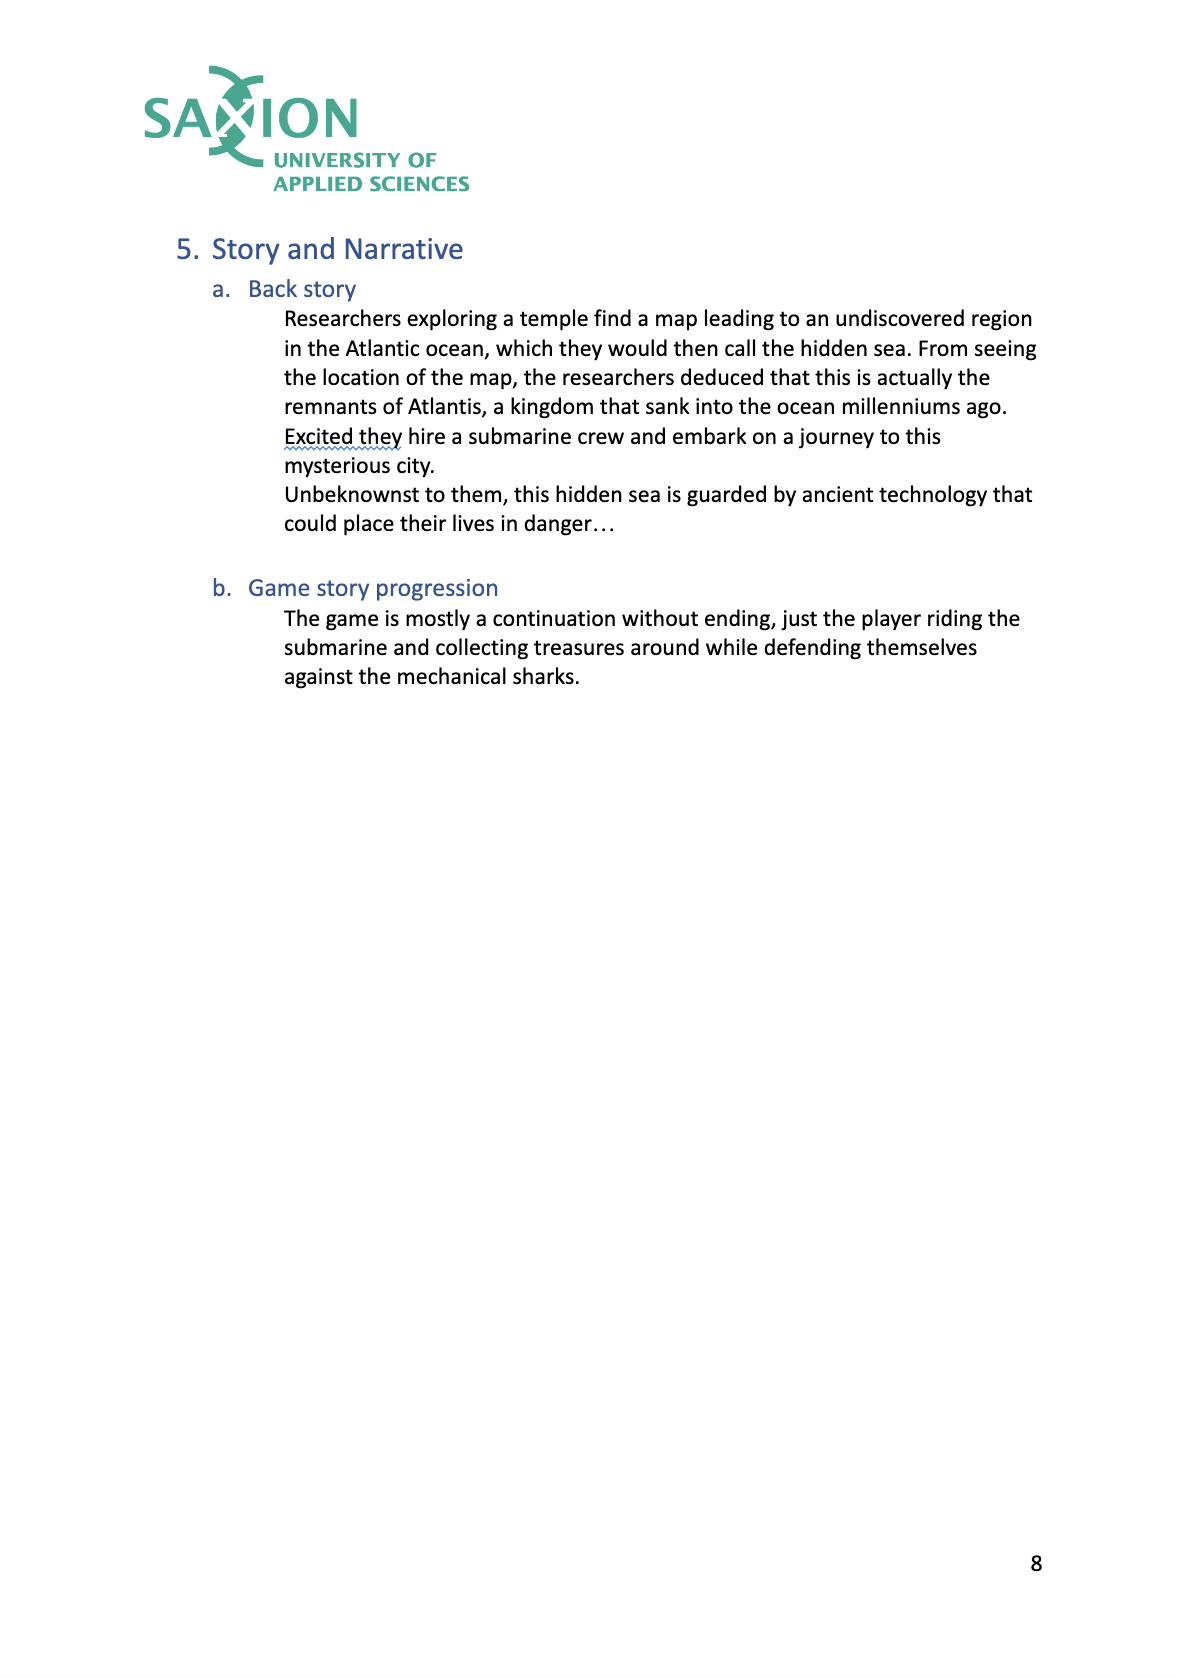 SAXION
UNIVERSITY OF
APPLIED SCIENCES
5. Story and Narrative
a. Back story
Researchers exploring a temple find a map leading to an undiscovered region
in the Atlantic ocean, which they would then call the hidden sea. From seeing
the location of the map, the researchers deduced that this is actually the
remnants of Atlantis, a kingdom that sank into the ocean millenniums ago.
Excited they hire a submarine crew and embark on a journey to this
mysterious city.
Unbeknownst to them, this hidden sea is guarded by ancient technology that
could place their lives in danger…
b. Game story progression
The game is mostly a continuation without ending, just the player riding the
submarine and collecting treasures around while defending themselves
against the mechanical sharks.
8